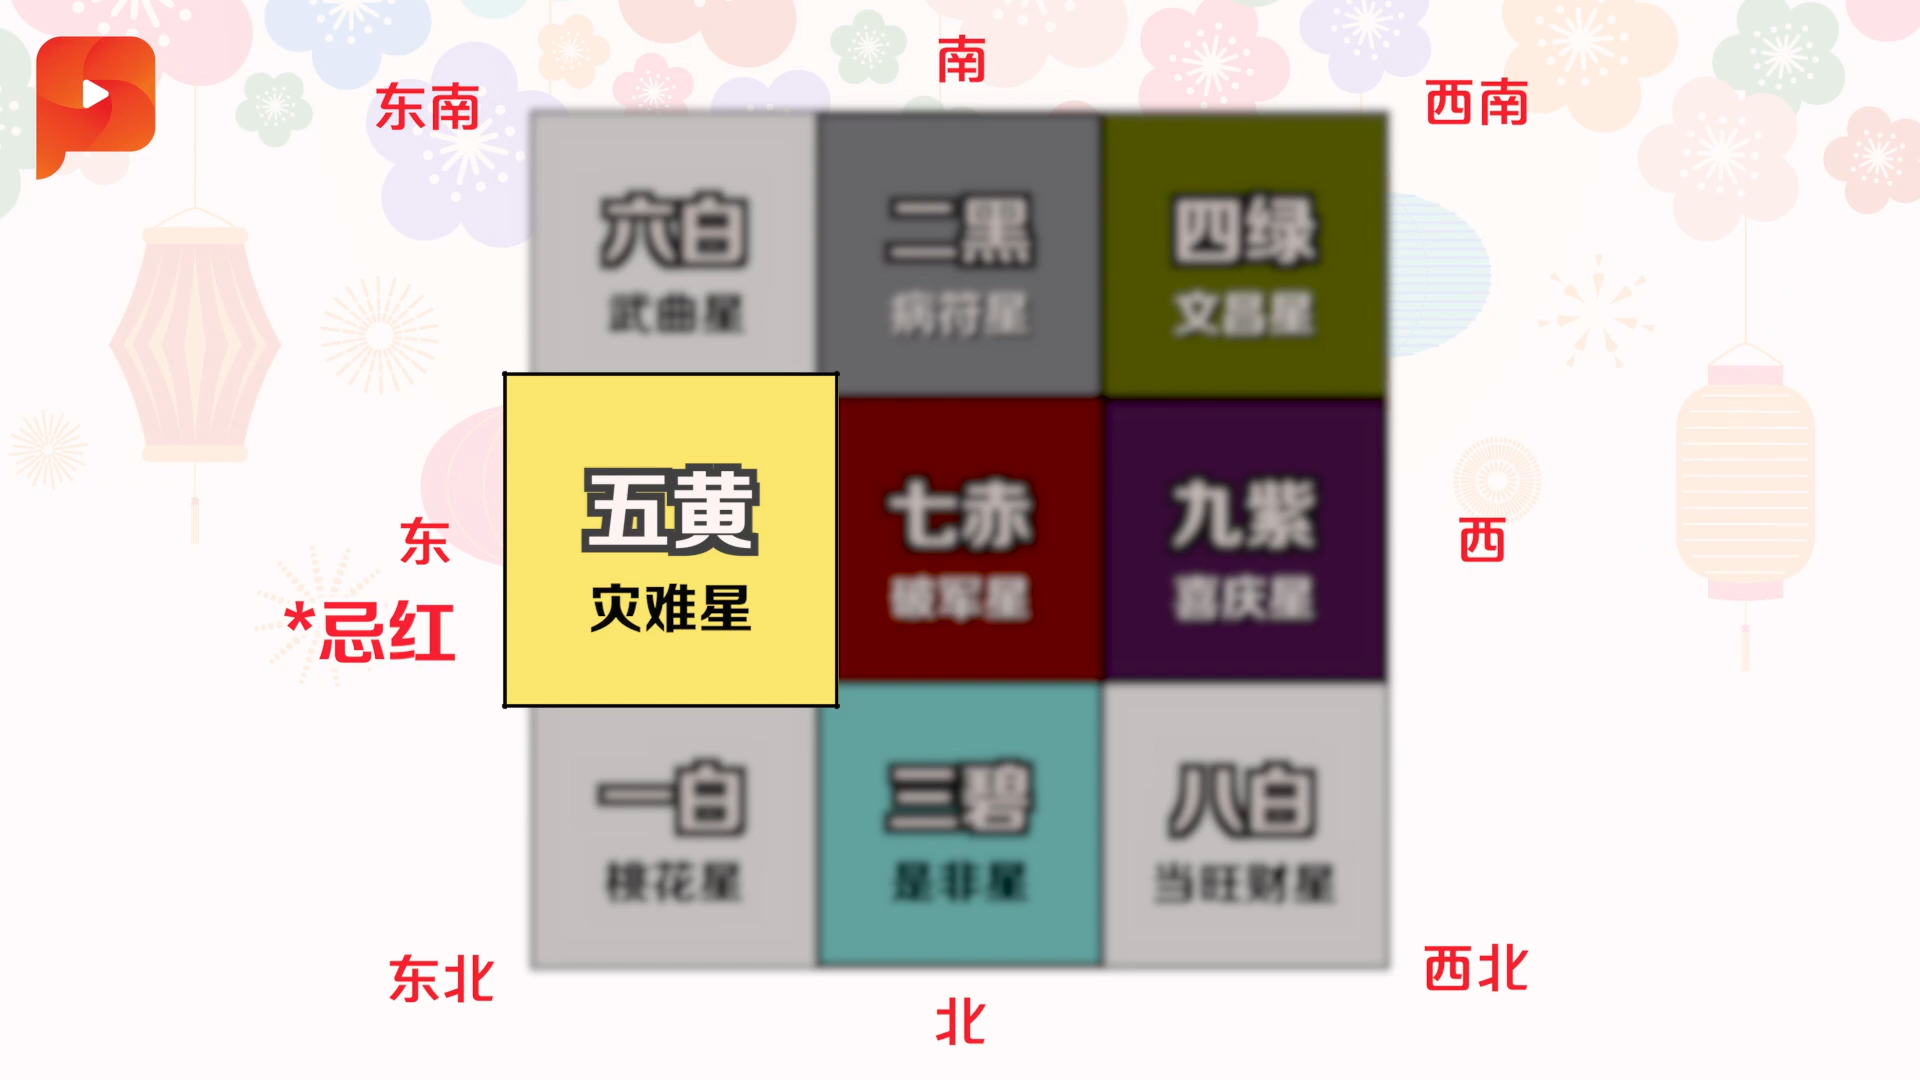 南
东南
西南
六白
武曲星
二黑
病符星
四绿
文昌星
东
*忌红
五黄
灾难星
七赤
破军星
九紫
喜庆星
西
一白
桃花星
三碧
是非星
八白
当旺财星
东北
北
西北